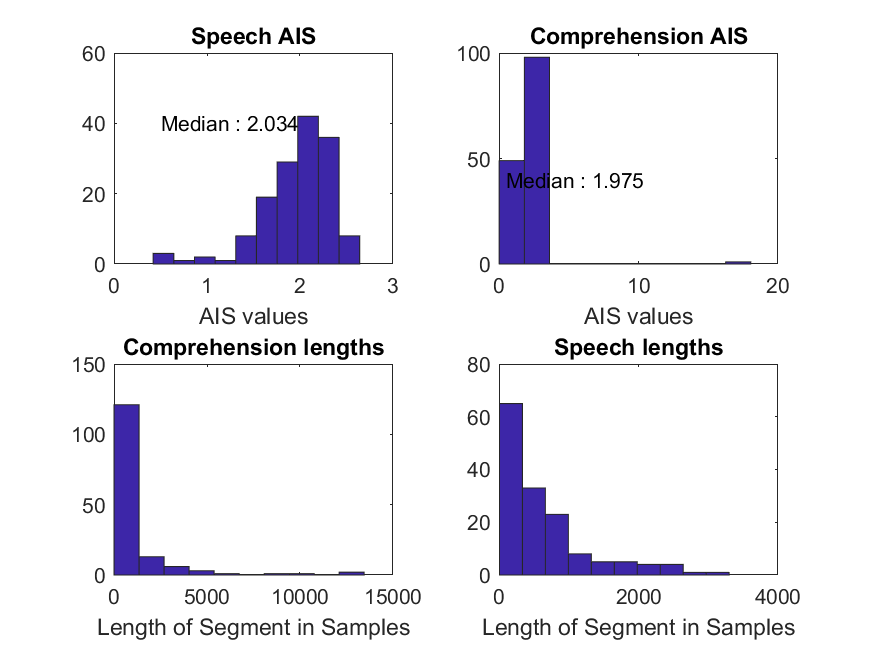 Speech AIS
60
40
20
0
Median : 2.034
0 1 2 3
AIS values
Comprehension AIS
100
50
0
Median : 1.975
0 10 20
AIS values
Comprehension lengths
150
100
50
0
0 5000 10000 15000
Length of Segment in Samples
Speech lengths
80
60
40
20
0
0 2000 4000
Length of Segment in Samples